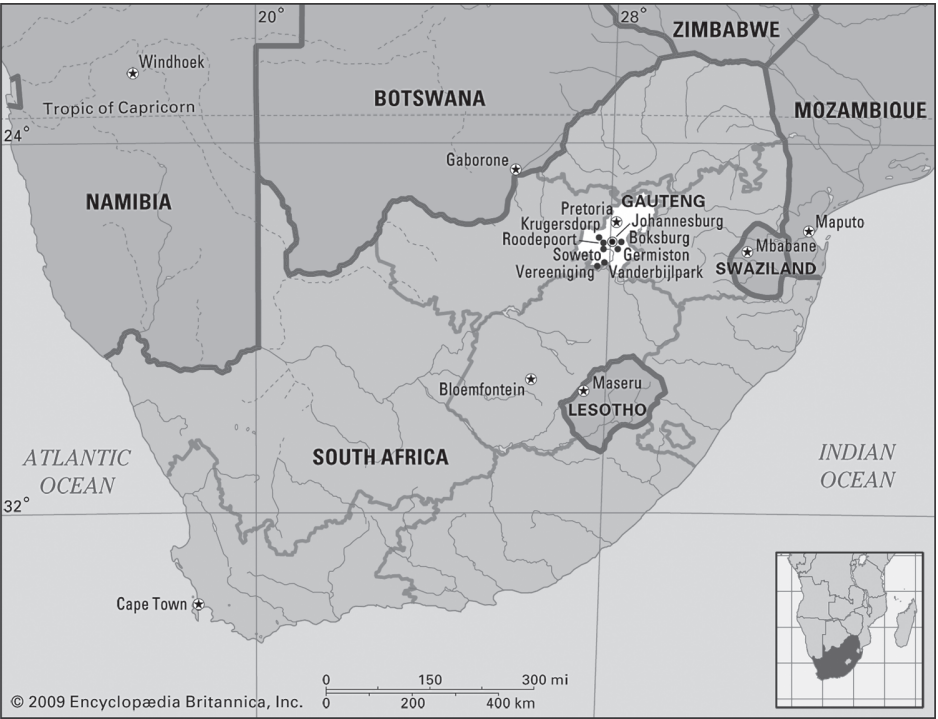 20°
28°
ZIMBABWE
Windhoek
BOTSWANA
Tropic of Capricorn
MOZAMBIQUE
24°
Gaborone
NAMIBIA
GAUTENG
Pretoria
Johannesburg
Maputo
Krugersdorp
Roodepoort
Boksburg
Mbabane
Soweto
Germiston
SWAZILAND
Vereeniging
Vanderbijlpark
Bloemfontein
Maseru
LESOTHO
SOUTH AFRICA
ATLANTIC
OCEAN
INDIAN
OCEAN
32°
Cape Town
0 150 300 mi
0 200 400 km
© 2009 Encyclopædia Britannica, Inc.